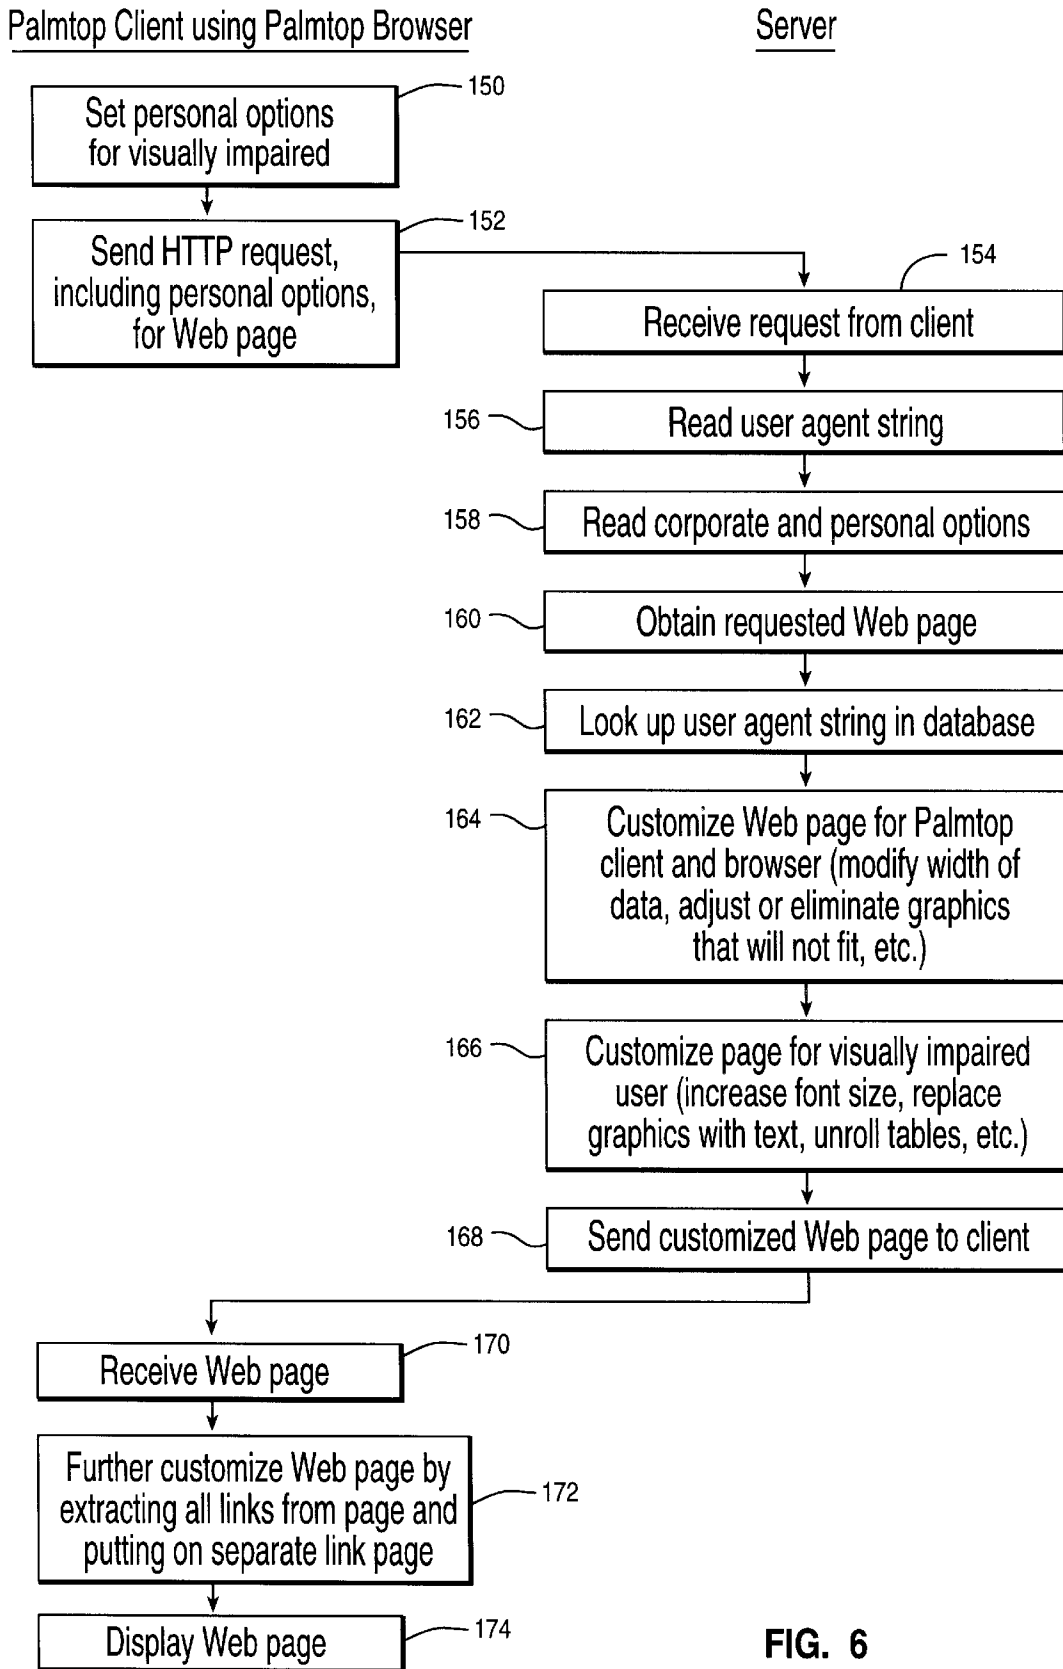 Palmtop Client using Palmtop Browser
Server
150
Set personal options
for visually impaired
152
Send HTTP request,
including personal options,
for Web page
154
Receive request from client
156
Read user agent string
158
Read corporate and personal options
160
Obtain requested Web page
162
Look up user agent string in database
164
Customize Web page for Palmtop
client and browser (modify width of
data, adjust or eliminate graphics
that will not fit, etc.)
166
Customize page for visually impaired
user (increase font size, replace
graphics with text, unroll tables, etc.)
168
Send customized Web page to client
170
Receive Web page
Further customize Web page by
extracting all links from page and
putting on separate link page
172
Display Web page
174
FIG. 6